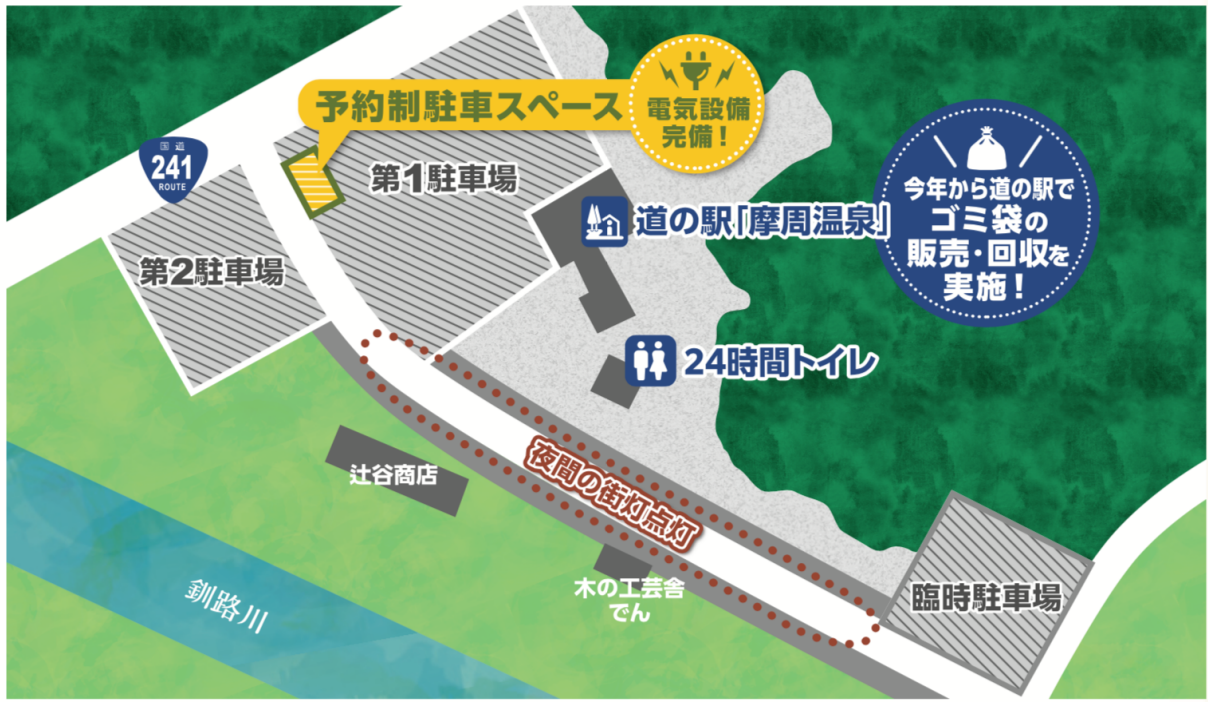 予約制駐車スペース
電気設備
完備！
国道
241
ROUTE
第1駐車場
第2駐車場
道の駅「摩周温泉」
今年から道の駅で
ゴミ袋の
販売・回収を
実施！
24時間トイレ
夜間の街灯点灯
辻谷商店
木の工芸舎
でん
臨時駐車場
釧路川